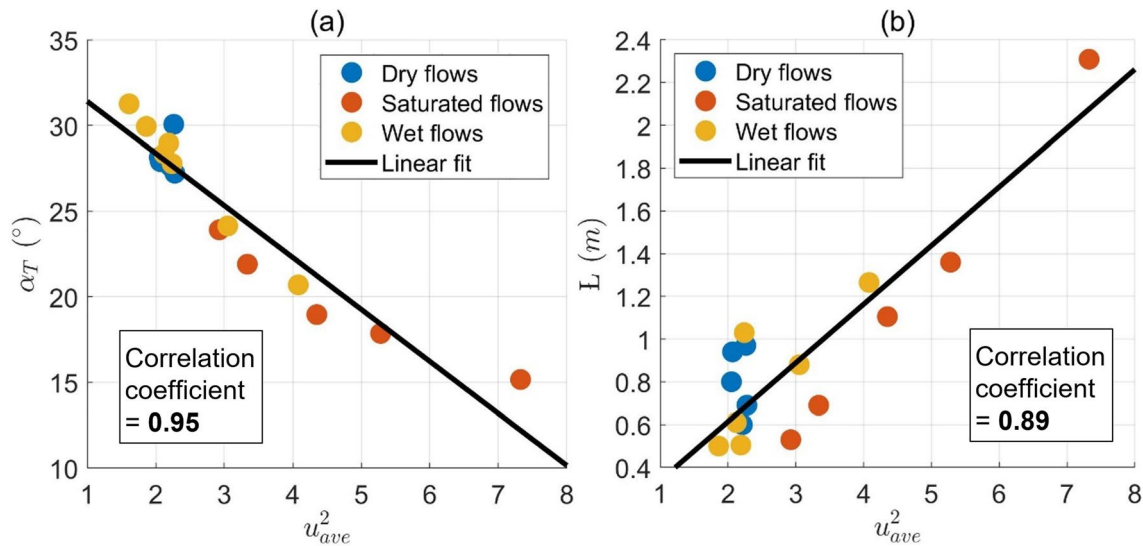 (a)
35
30
25
20
15
10
α_T (°)
Dry flows
Saturated flows
Wet flows
Linear fit
Correlation
coefficient
= 0.95
1 2 3 4 5 6 7 8
u²_ave
(b)
2.4
2.2
2
1.8
1.6
1.4
1.2
1
0.8
0.6
0.4
Ł (m)
Dry flows
Saturated flows
Wet flows
Linear fit
Correlation
coefficient
= 0.89
1 2 3 4 5 6 7 8
u²_ave